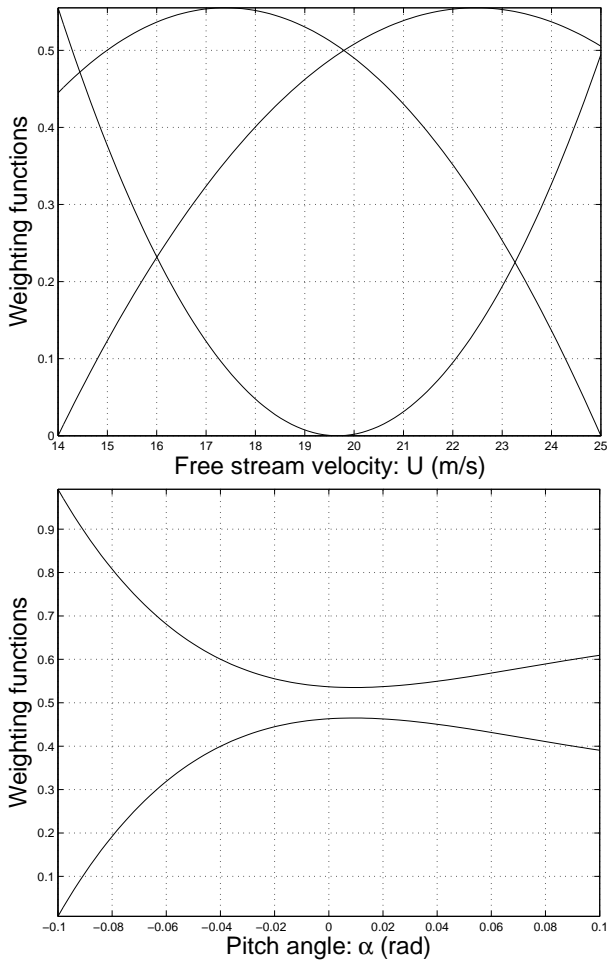 Weighting functions
0.5
0.4
0.3
0.2
0.1
0
14 15 16 17 18 19 20 21 22 23 24 25
Free stream velocity: U (m/s)
Weighting functions
0.9
0.8
0.7
0.6
0.5
0.4
0.3
0.2
0.1
−0.1 −0.08 −0.06 −0.04 −0.02 0 0.02 0.04 0.06 0.08 0.1
Pitch angle: α (rad)